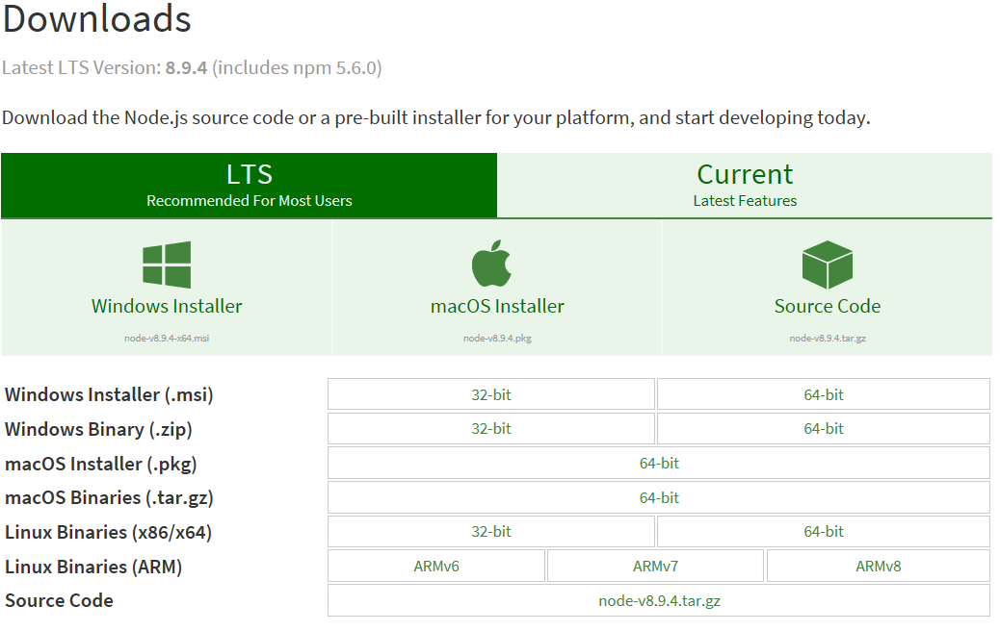 Downloads
Latest LTS Version: 8.9.4 (includes npm 5.6.0)
Download the Node.js source code or a pre-built installer for your platform, and start developing today.
LTS
Recommended For Most Users
Current
Latest Features
Windows Installer
node-v8.9.4-x64.msi
macOS Installer
node-v8.9.4.pkg
Source Code
node-v8.9.4.tar.gz
Windows Installer (.msi) 32-bit 64-bit
Windows Binary (.zip) 32-bit 64-bit
macOS Installer (.pkg) 64-bit
macOS Binaries (.tar.gz) 64-bit
Linux Binaries (x86/x64) 32-bit 64-bit
Linux Binaries (ARM) ARMv6 ARMv7 ARMv8
Source Code node-v8.9.4.tar.gz